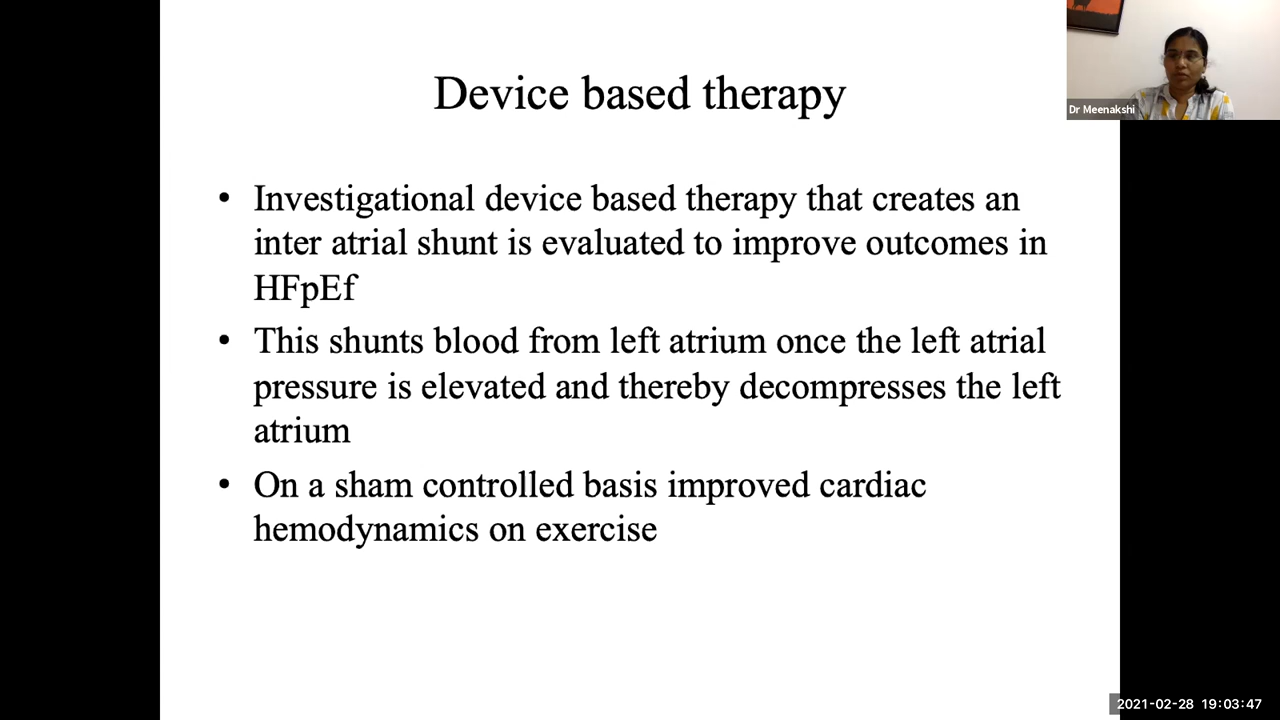 Device based therapy
Dr Meenakshi
• Investigational device based therapy that creates an
inter atrial shunt is evaluated to improve outcomes in
HFpEf
• This shunts blood from left atrium once the left atrial
pressure is elevated and thereby decompresses the left
atrium
• On a sham controlled basis improved cardiac
hemodynamics on exercise
2021-02-28 19:03:47